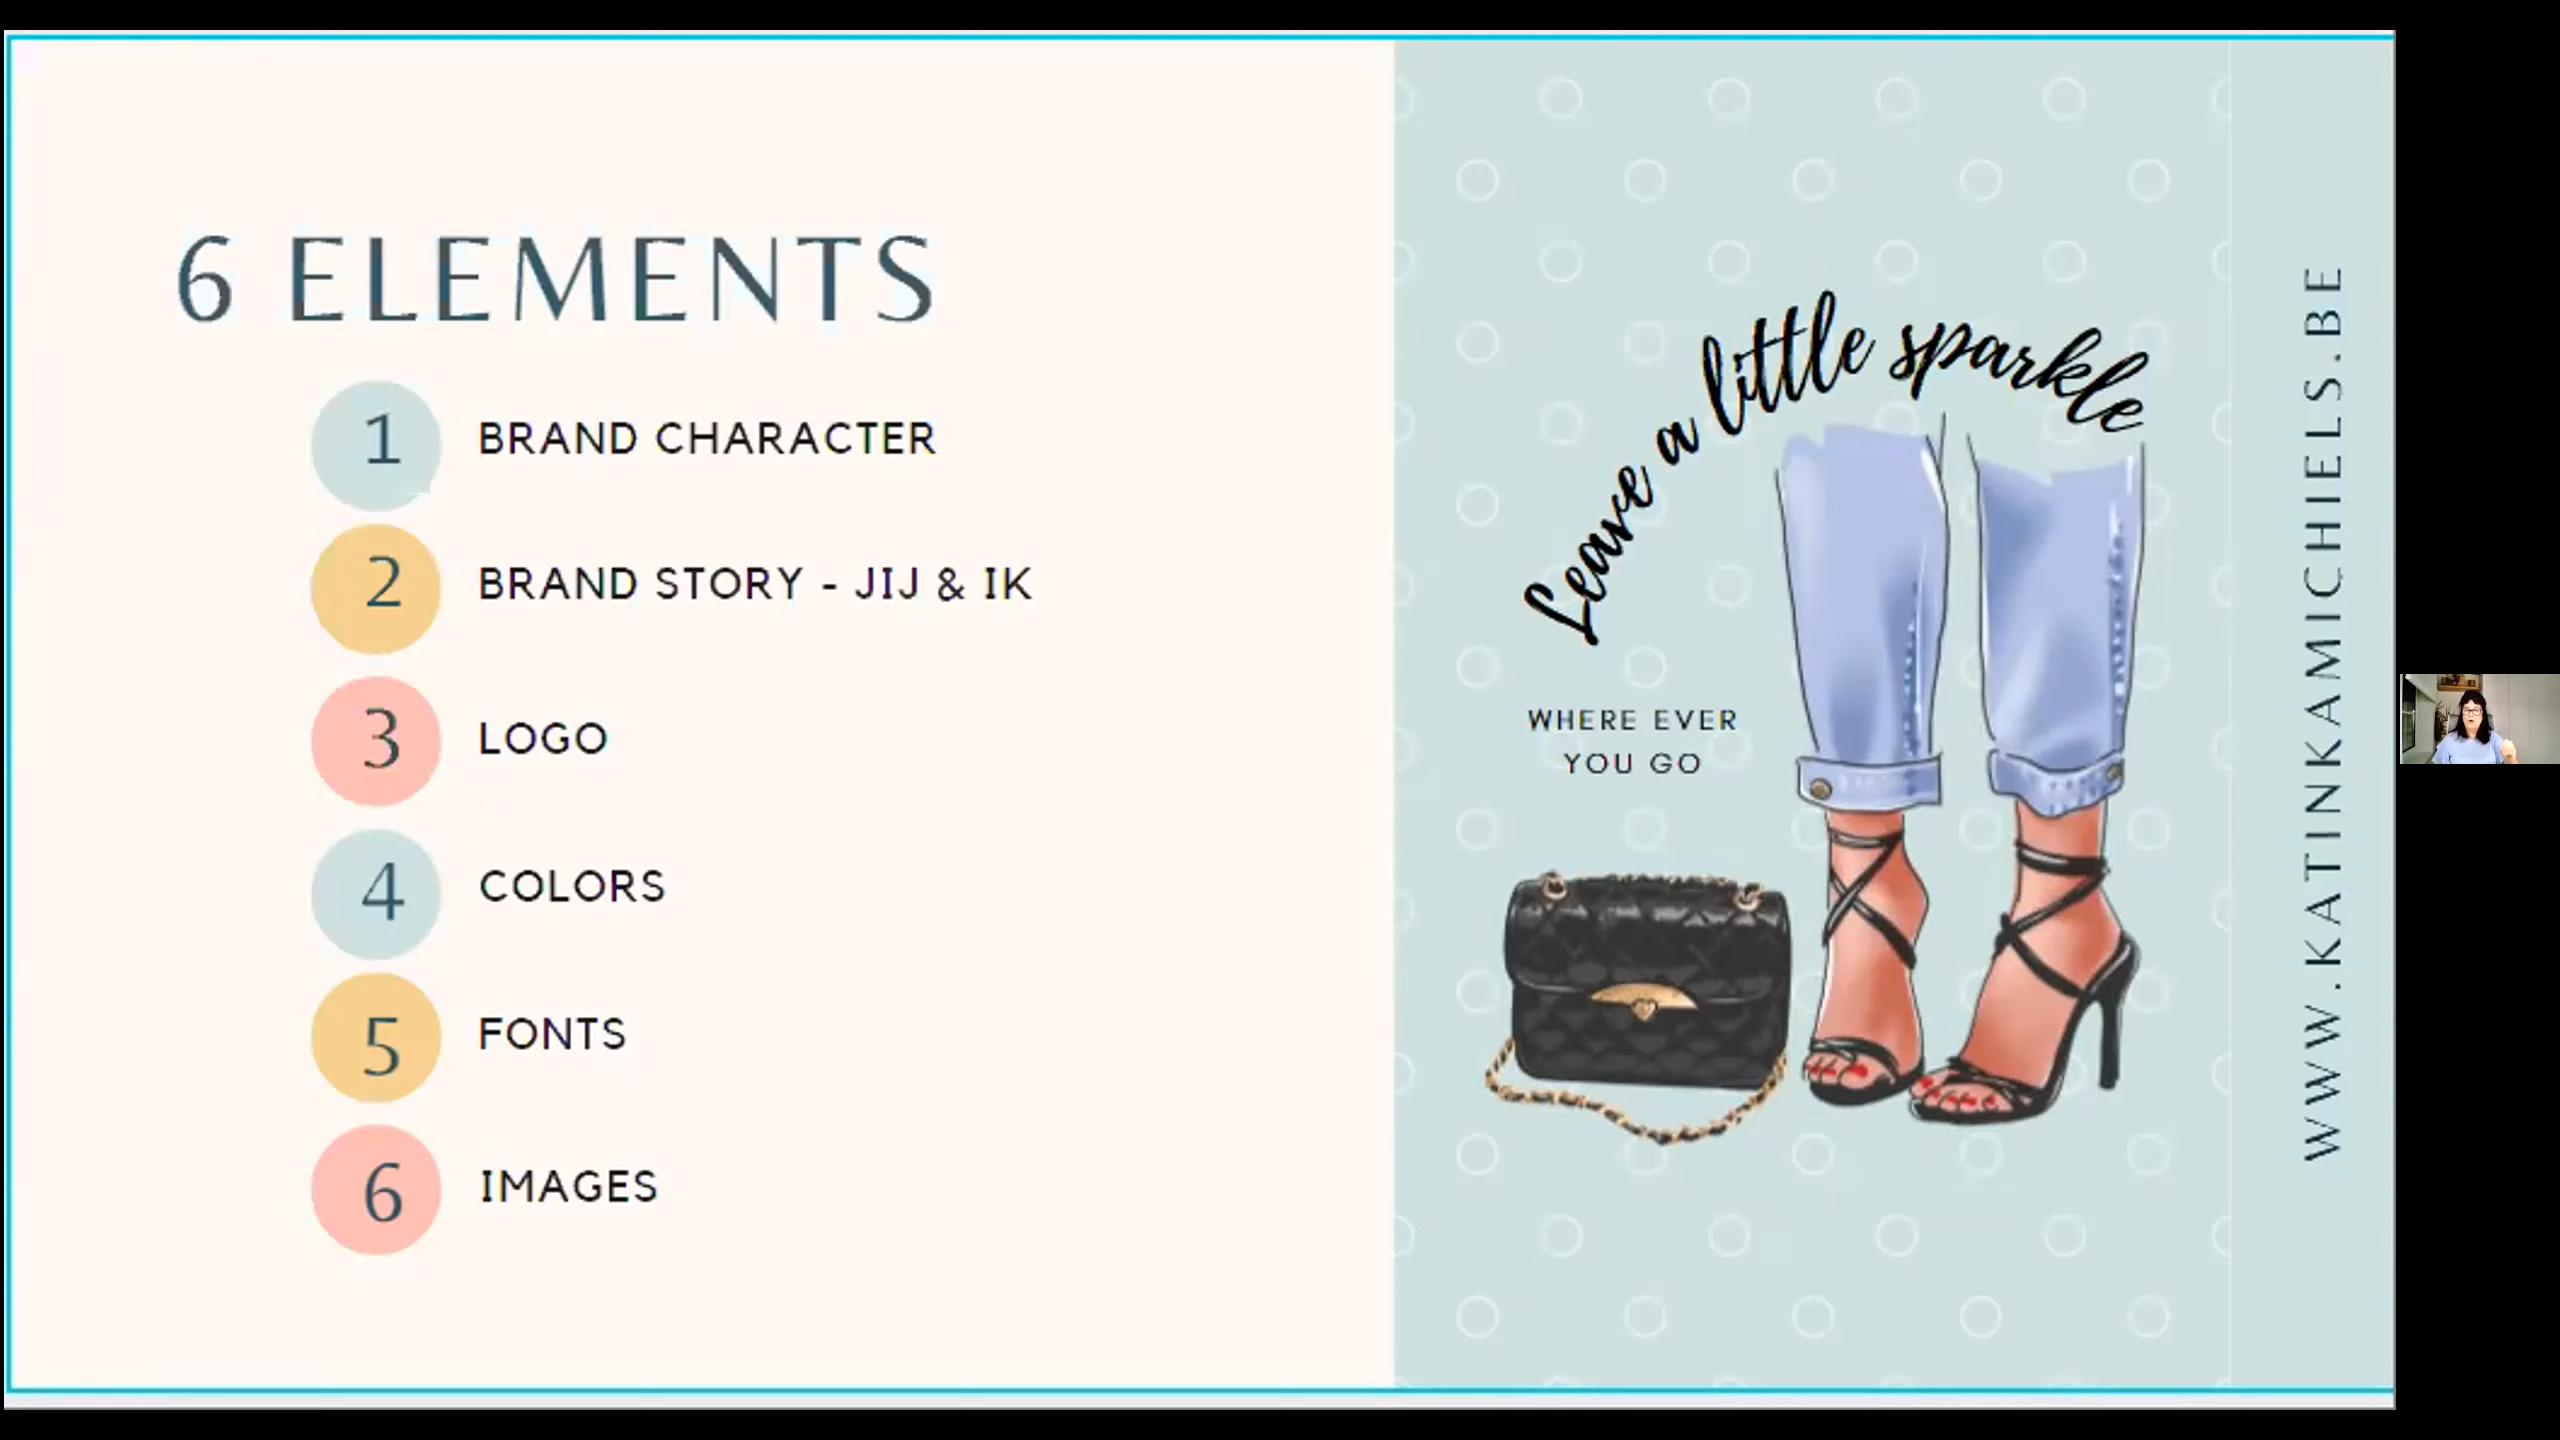 6 ELEMENTS
1 BRAND CHARACTER
2 BRAND STORY - JIJ & IK
3 LOGO
4 COLORS
5 FONTS
6 IMAGES
Leave a little sparkle
WHERE EVER
YOU GO
WWW.KATINKAMICHIELS.BE